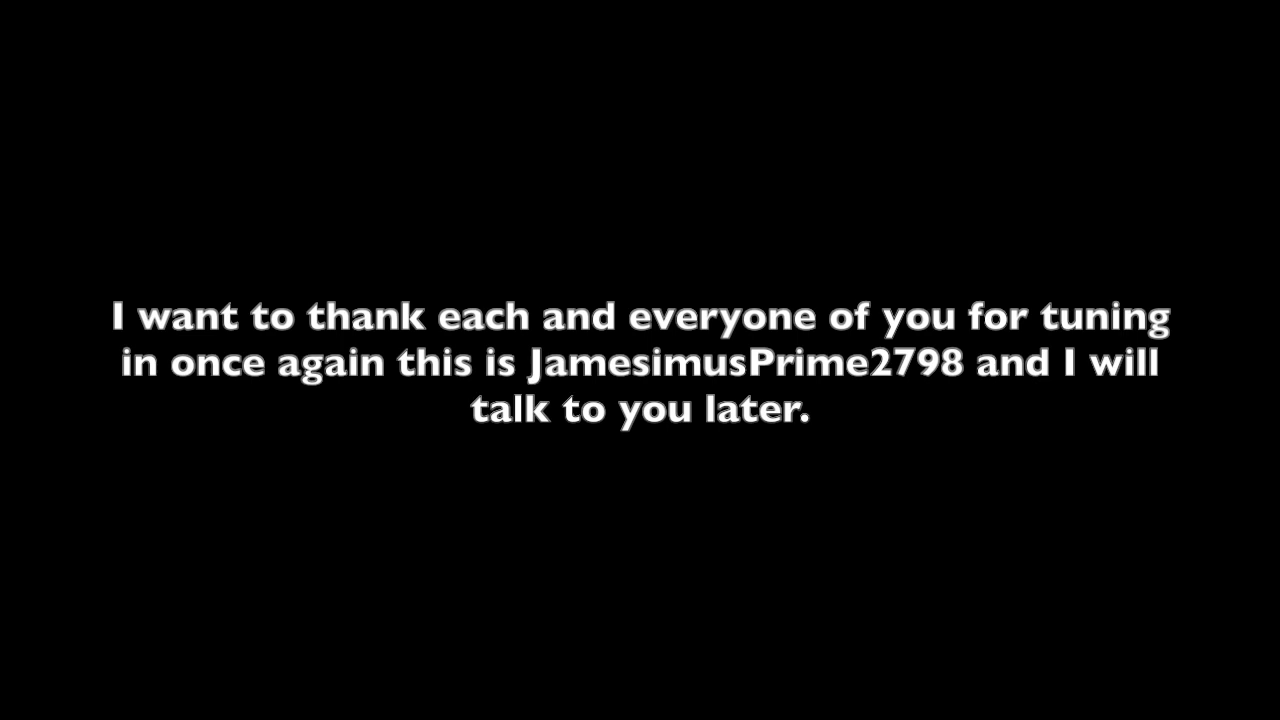 I want to thank each and everyone of you for tuning
in once again this is JamesimusPrime2798 and I will
talk to you later.